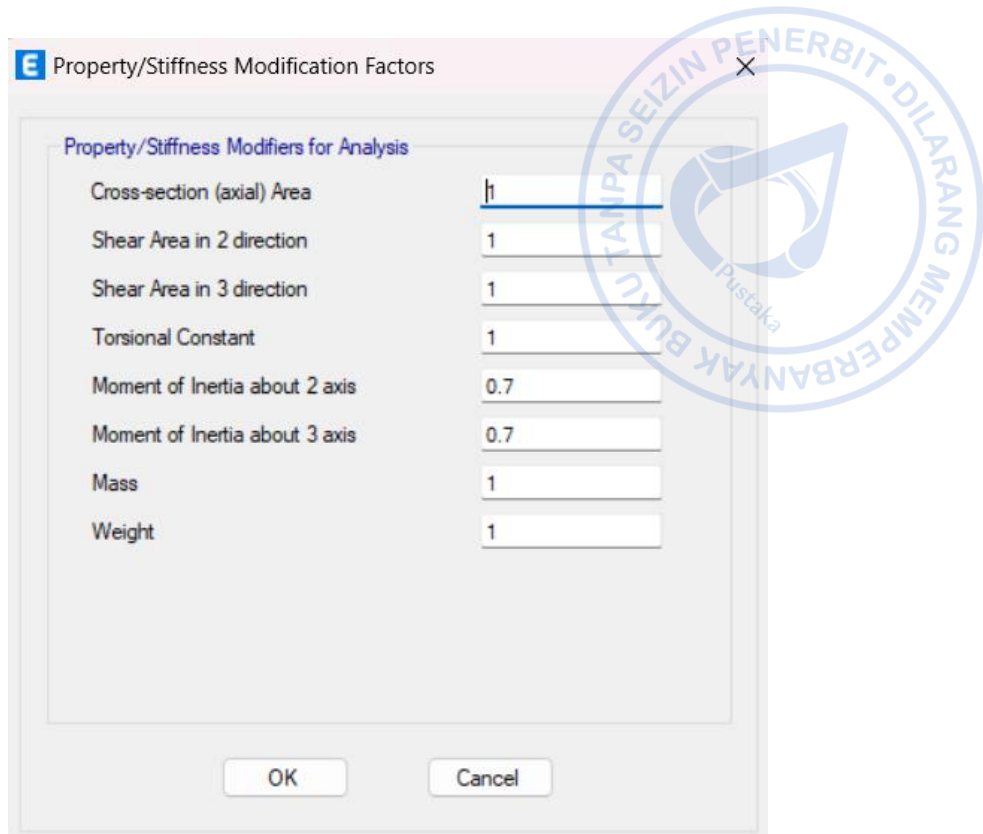 E Property/Stiffness Modification Factors
Property/Stiffness Modifiers for Analysis
Cross-section (axial) Area 1
Shear Area in 2 direction 1
Shear Area in 3 direction 1
Torsional Constant 1
Moment of Inertia about 2 axis 0.7
Moment of Inertia about 3 axis 0.7
Mass 1
Weight 1
OK Cancel
DILARANG MEMPERBANYAK BUKU TANPA SEIZIN PENERBIT
Pustaka